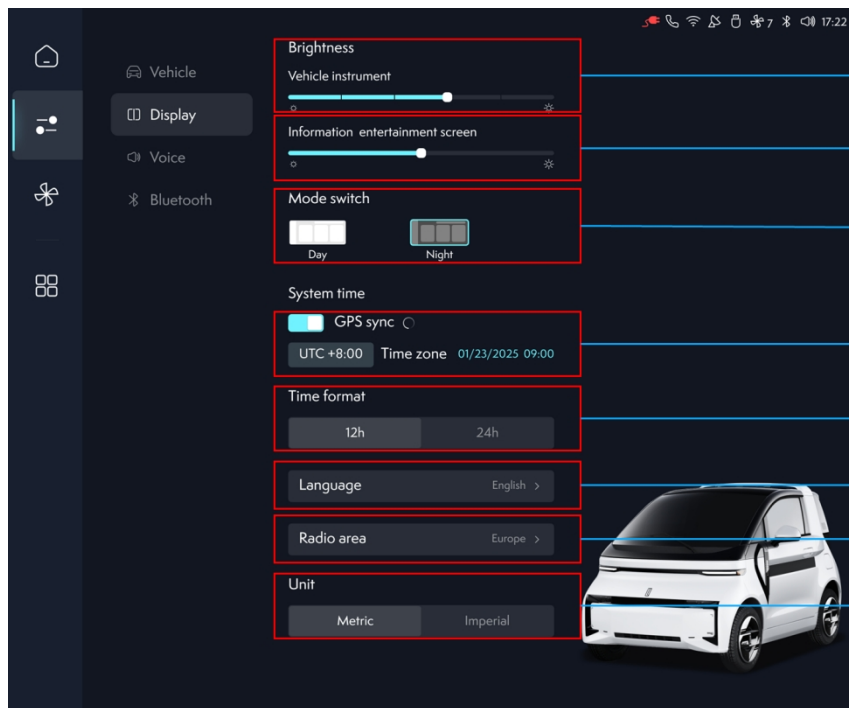 7 17:22
Vehicle
Display
Voice
Bluetooth
Brightness
Vehicle instrument
Information entertainment screen
Mode switch
Day Night
System time
GPS sync
UTC +8:00 Time zone 01/23/2025 09:00
Time format
12h 24h
Language English >
Radio area Europe >
Unit
Metric Imperial